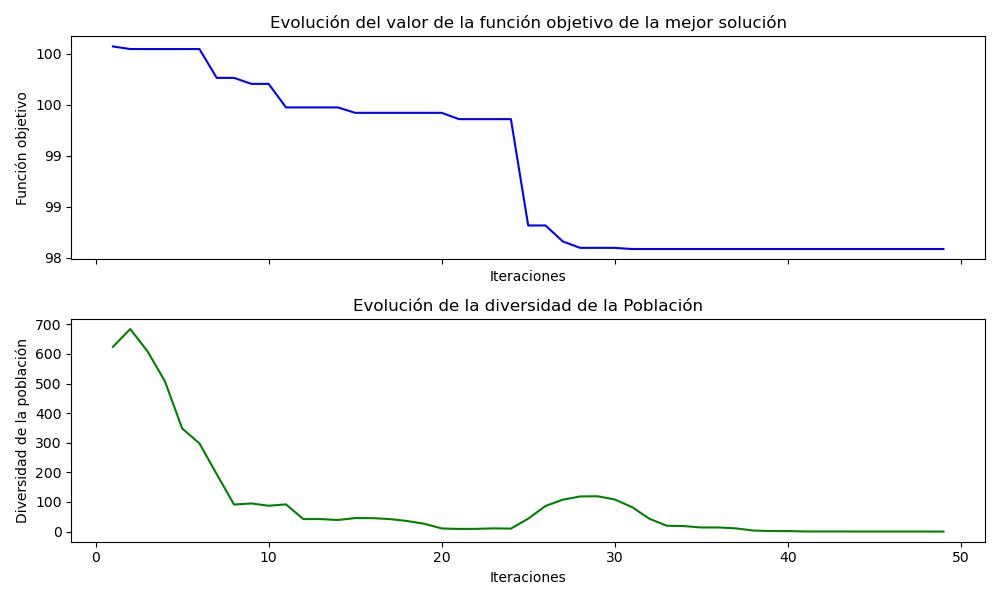 Evolución del valor de la función objetivo de la mejor solución
Función objetivo
100
100
99
99
98
Iteraciones
Evolución de la diversidad de la Población
Diversidad de la población
700
600
500
400
300
200
100
0
0 10 20 30 40 50
Iteraciones